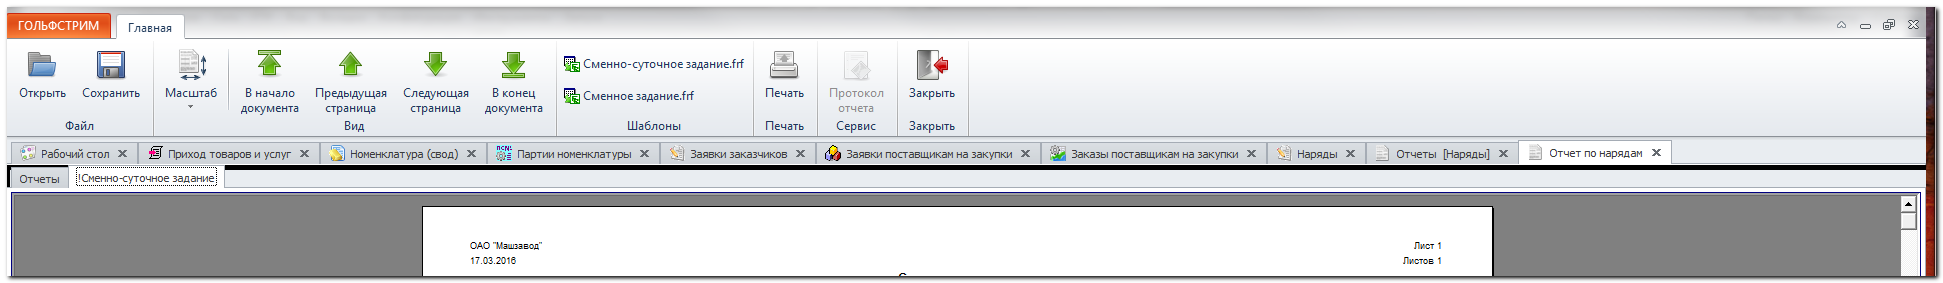 ГОЛЬФСТРИМ Главная
Открыть Сохранить Масштаб В начало документа Предыдущая страница Следующая страница В конец документа
Сменно-суточное задание.frf
Сменное задание.frf
Печать Протокол отчета Закрыть
Файл Вид Шаблоны Печать Сервис Закрыть
Рабочий стол Приход товаров и услуг Номенклатура (свод) Партии номенклатуры Заявки заказчиков Заявки поставщикам на закупки Заказы поставщикам на закупки Наряды Отчеты [Наряды] Отчет по нарядам
Отчеты !Сменно-суточное задание
ОАО "Машзавод" Лист 1
17.03.2016 Листов 1